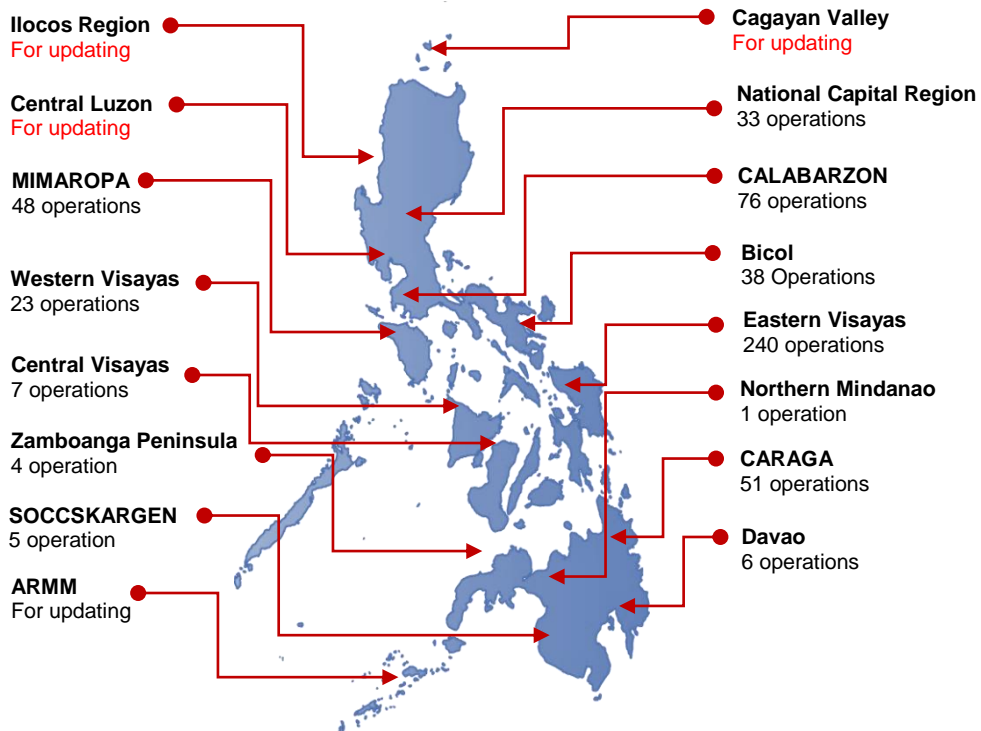 Ilocos Region
For updating
Central Luzon
For updating
MIMAROPA
48 operations
Western Visayas
23 operations
Central Visayas
7 operations
Zamboanga Peninsula
4 operation
SOCCSKARGEN
5 operation
ARMM
For updating
Cagayan Valley
For updating
National Capital Region
33 operations
CALABARZON
76 operations
Bicol
38 Operations
Eastern Visayas
240 operations
Northern Mindanao
1 operation
CARAGA
51 operations
Davao
6 operations